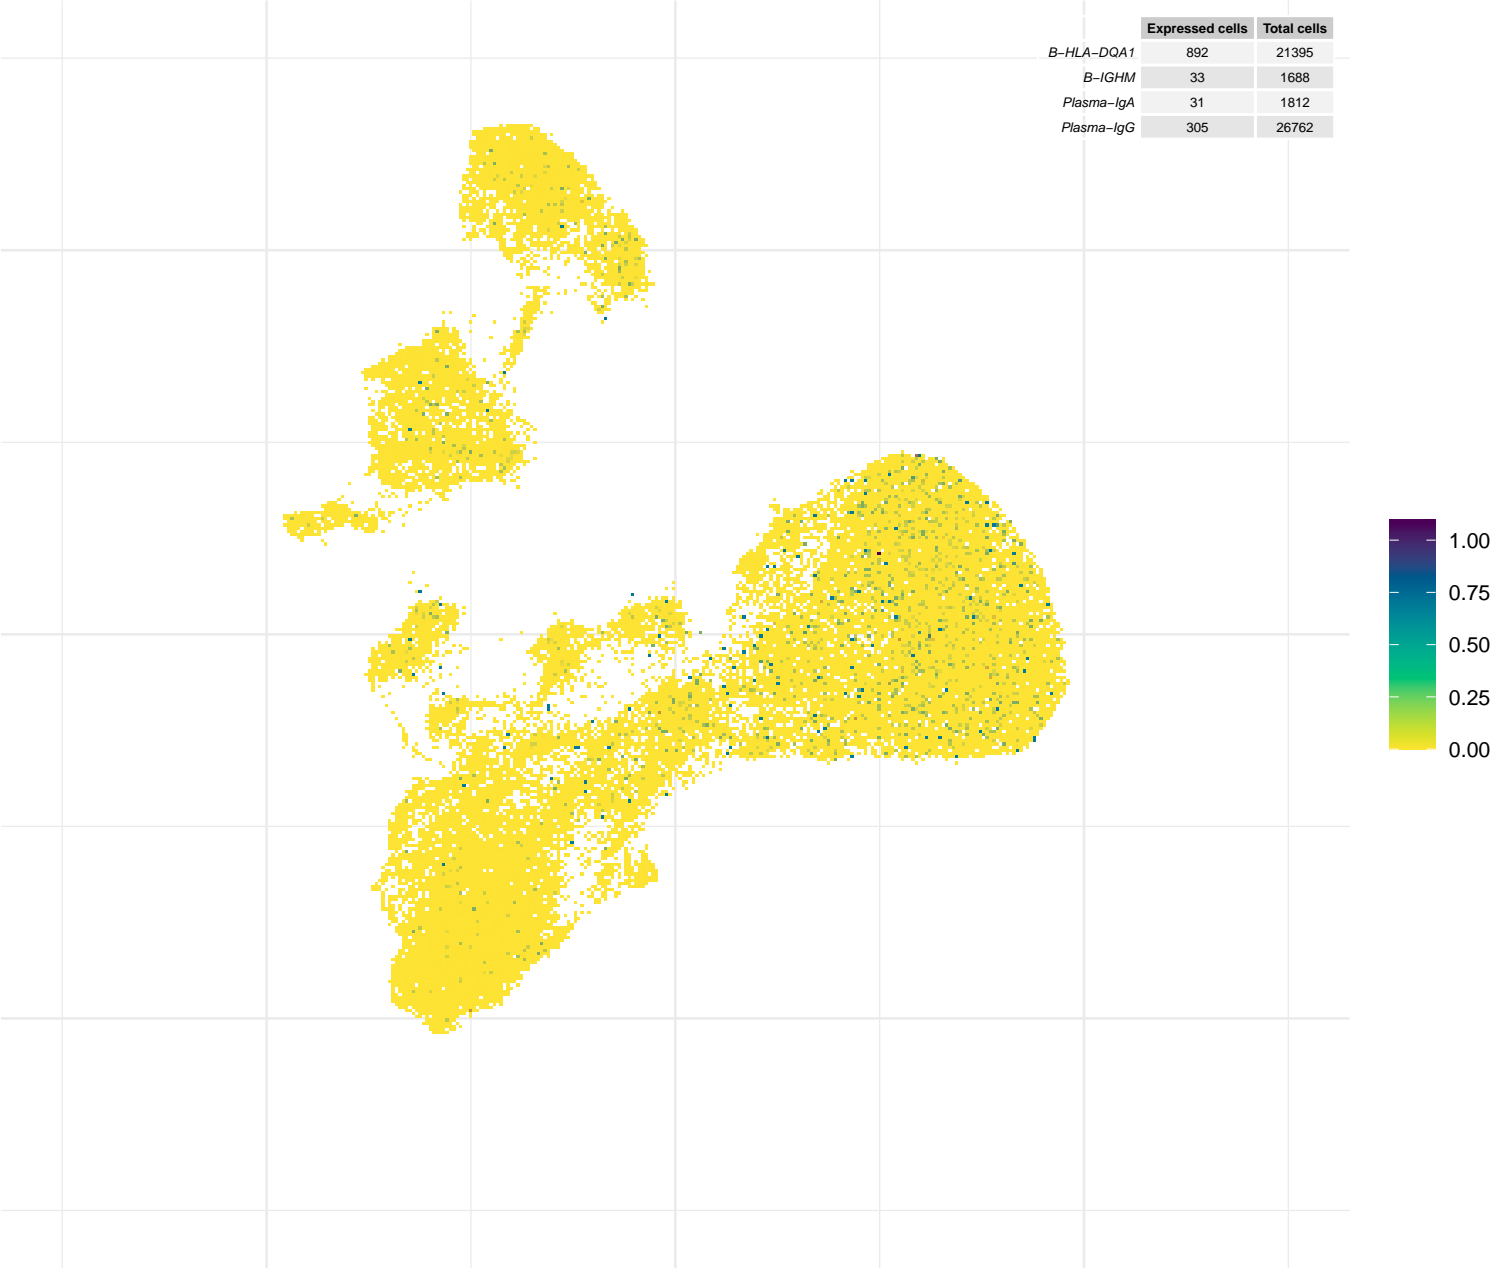 Expressed cells Total cells
B−HLA−DQA1 892 21395
B−IGHM 33 1688
Plasma−IgA 31 1812
Plasma−IgG 305 26762
1.00
0.75
0.50
0.25
0.00